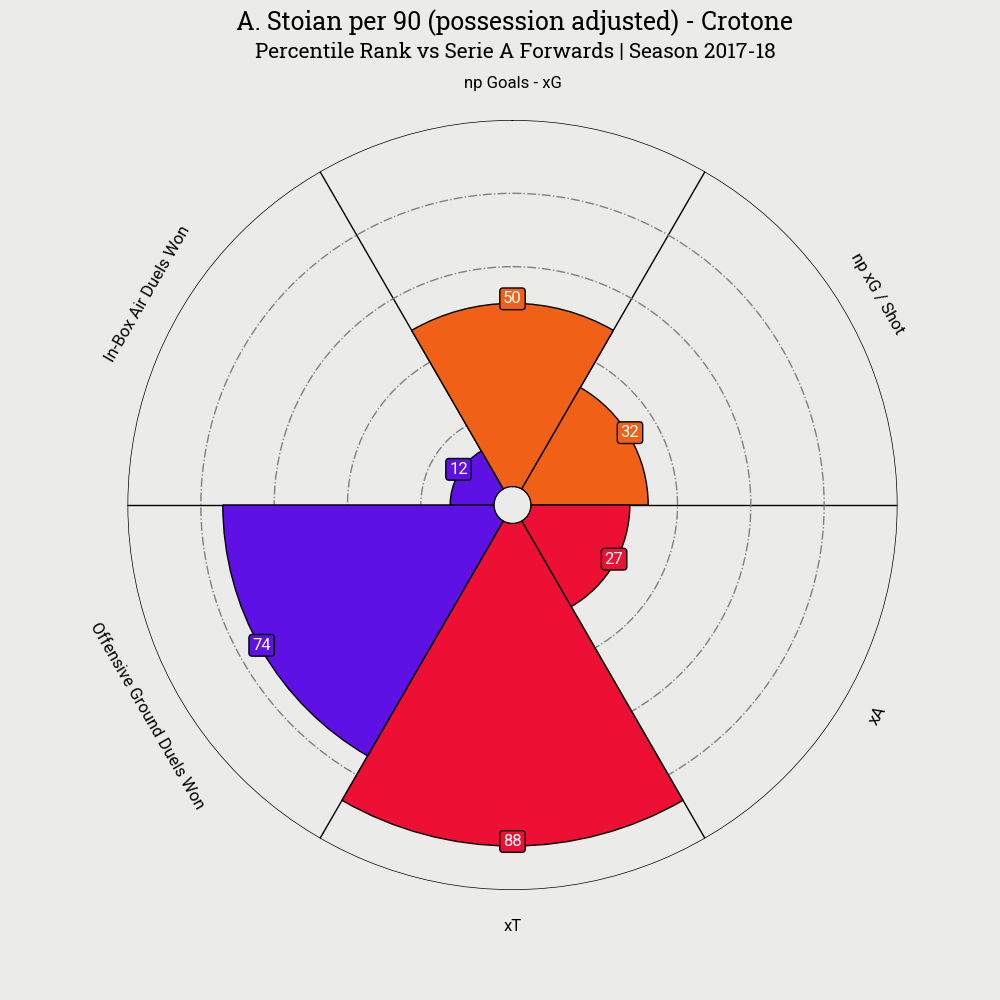 A. Stoian per 90 (possession adjusted) - Crotone
Percentile Rank vs Serie A Forwards | Season 2017-18
np Goals - xG
In-Box Air Duels Won
np xG / Shot
50
32
12
27
74
88
Offensive Ground Duels Won
xA
xT